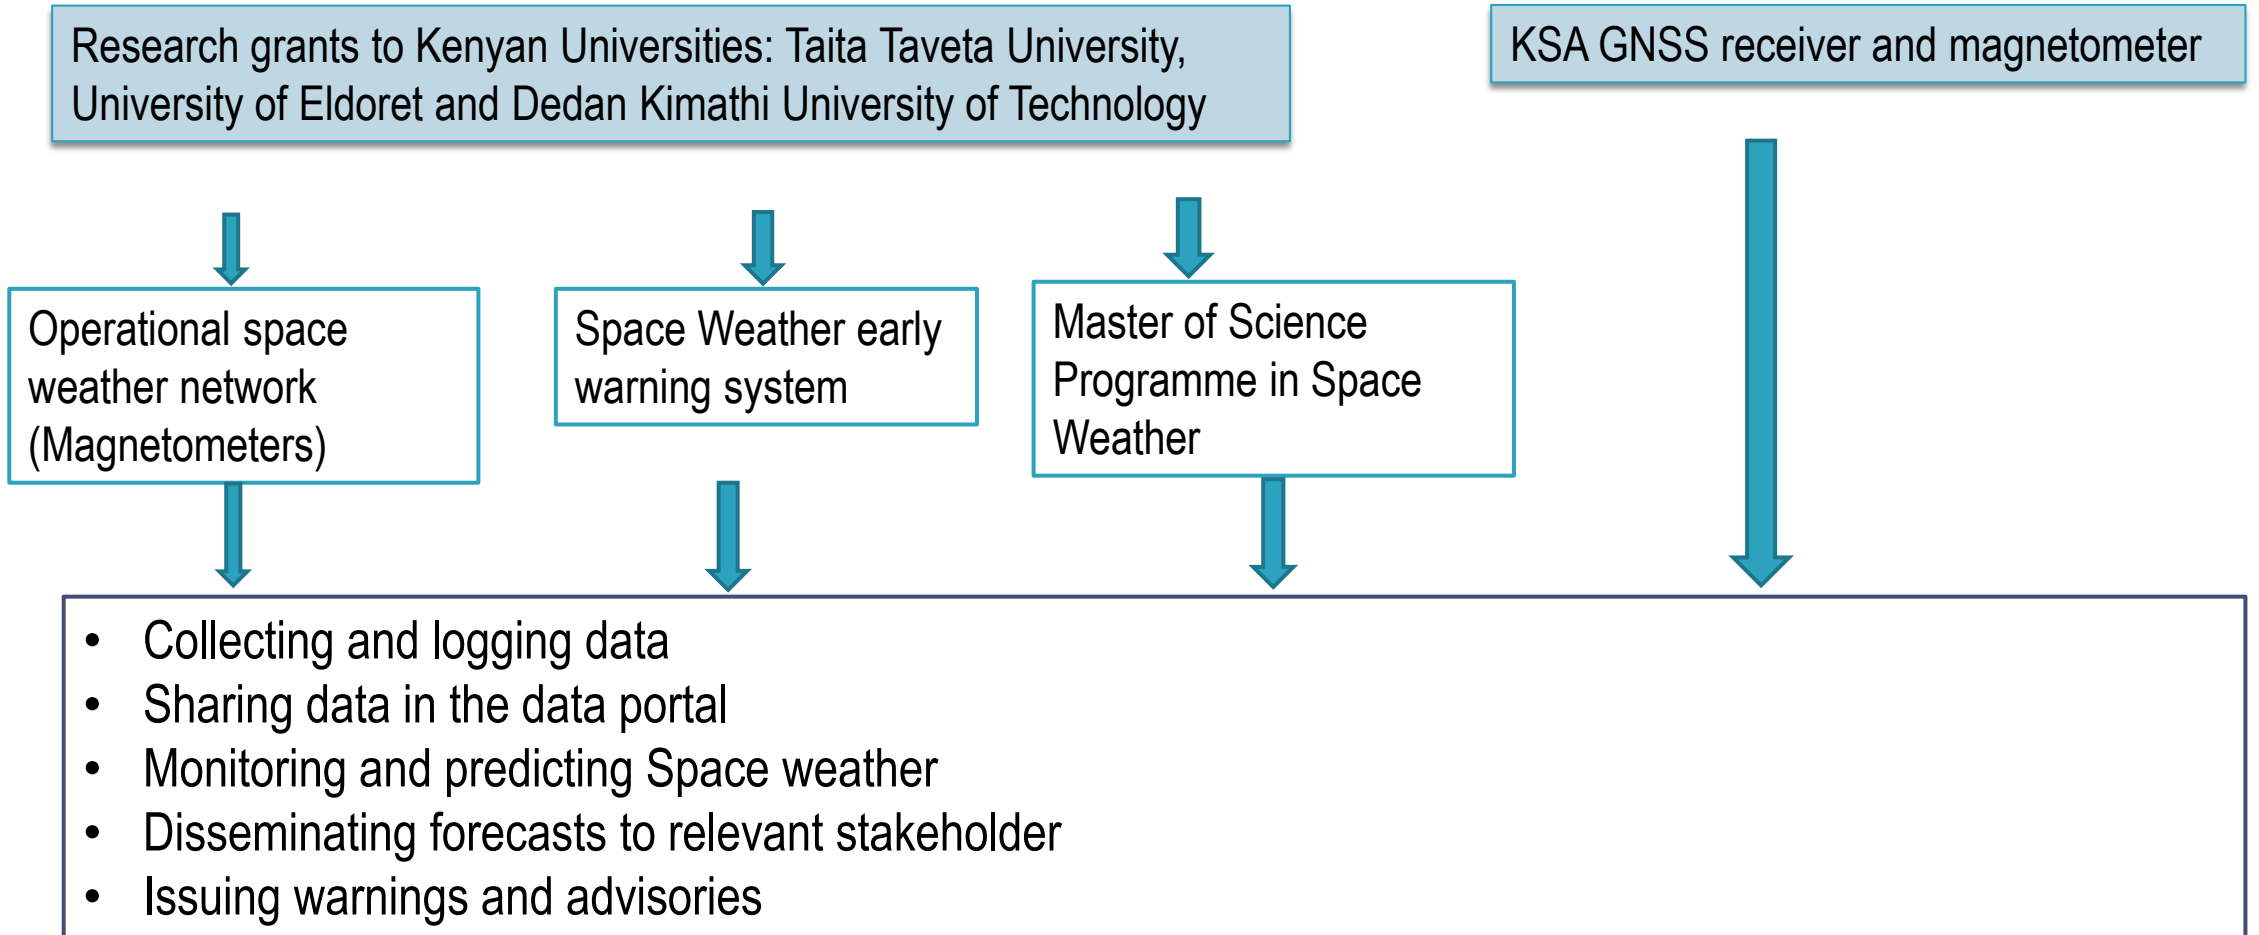 Research grants to Kenyan Universities: Taita Taveta University,
University of Eldoret and Dedan Kimathi University of Technology
KSA GNSS receiver and magnetometer
Operational space
weather network
(Magnetometers)
Space Weather early
warning system
Master of Science
Programme in Space
Weather
• Collecting and logging data
• Sharing data in the data portal
• Monitoring and predicting Space weather
• Disseminating forecasts to relevant stakeholder
• Issuing warnings and advisories